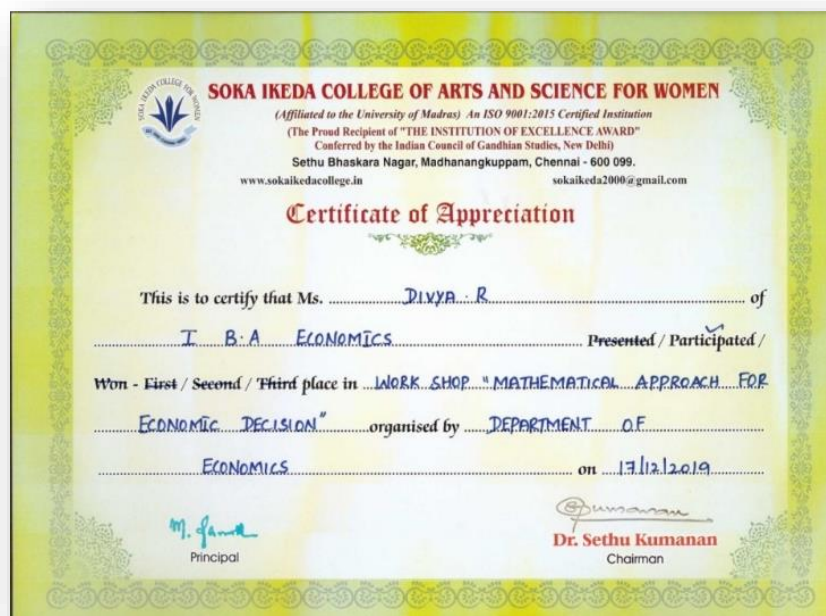 SOKA IKEDA COLLEGE OF ARTS AND SCIENCE FOR WOMEN
(Affiliated to the University of Madras) An ISO 9001:2015 Certified Institution
(The Proud Recipient of "THE INSTITUTION OF EXCELLENCE AWARD"
Conferred by the Indian Council of Gandhian Studies, New Delhi)
Sethu Bhaskara Nagar, Madhanangkuppam, Chennai - 600 099.
www.sokaikedacollege.in sokaikeda2000@gmail.com
Certificate of Appreciation
This is to certify that Ms. DIVYA. R of
I B.A ECONOMICS Presented / Participated /
Won - First / Second / Third place in WORK SHOP "MATHEMATICAL APPROACH FOR
ECONOMIC DECISION" organised by DEPARTMENT OF
ECONOMICS on 17/12/2019
Principal
Dr. Sethu Kumanan
Chairman